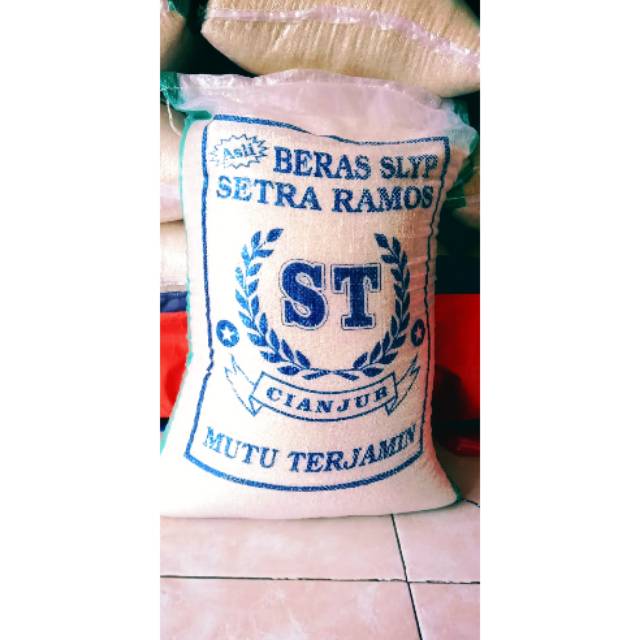 Asli BERAS SLYP
SETRA RAMOS
ST
CIANJUR
MUTU TERJAMIN